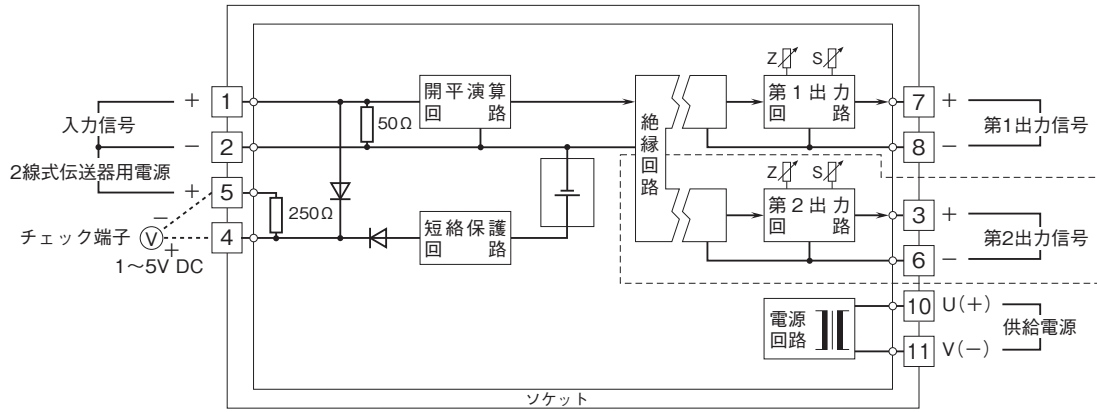 Z S
+ 1 開平演算回路 第1出力回路 7 +
入力信号 50Ω 絶縁回路 第1出力信号
− 2 8 −
2線式伝送器用電源
+ 5 Z S
− 250Ω 短絡保護回路 第2出力回路 3 +
チェック端子 V 4 第2出力信号
+ 6 −
1～5V DC
電源回路 10 U(+)
供給電源
11 V(−)
ソケット